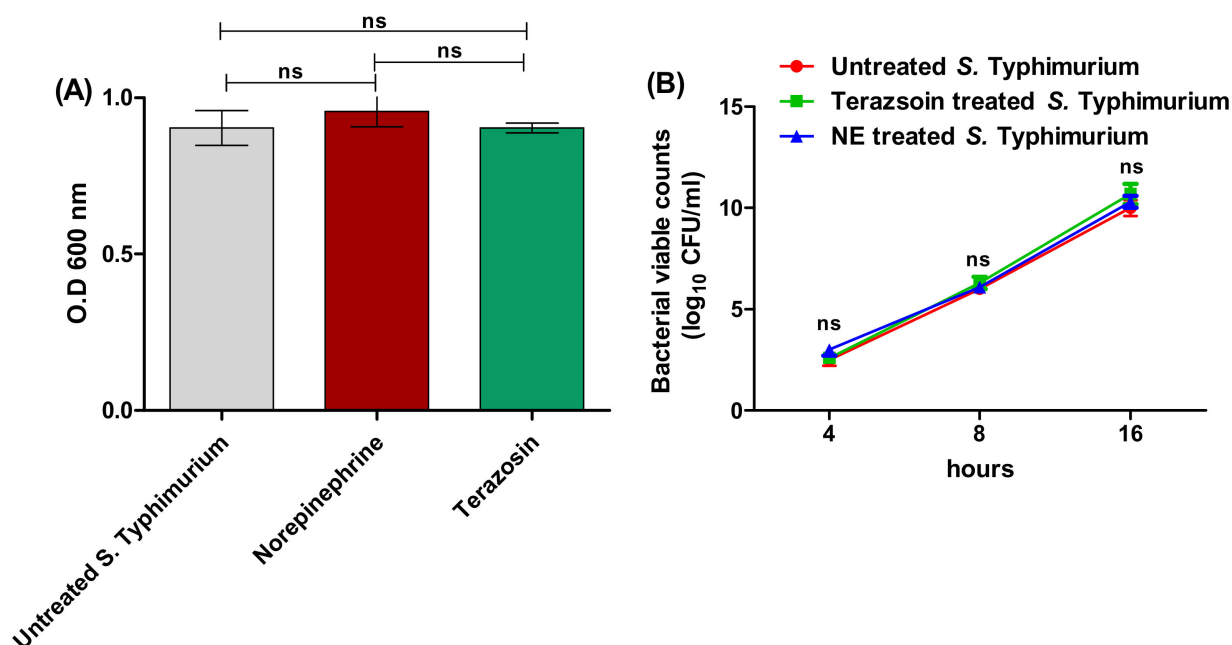 (A)
ns
ns
ns
O.D 600 nm
1.0
0.5
0.0
Untreated S. Typhimurium
Norepinephrine
Terazosin
(B)
Untreated S. Typhimurium
Terazsoin treated S. Typhimurium
NE treated S. Typhimurium
Bacterial viable counts
(log10 CFU/ml)
15
10
5
0
ns
ns
ns
4
8
16
hours